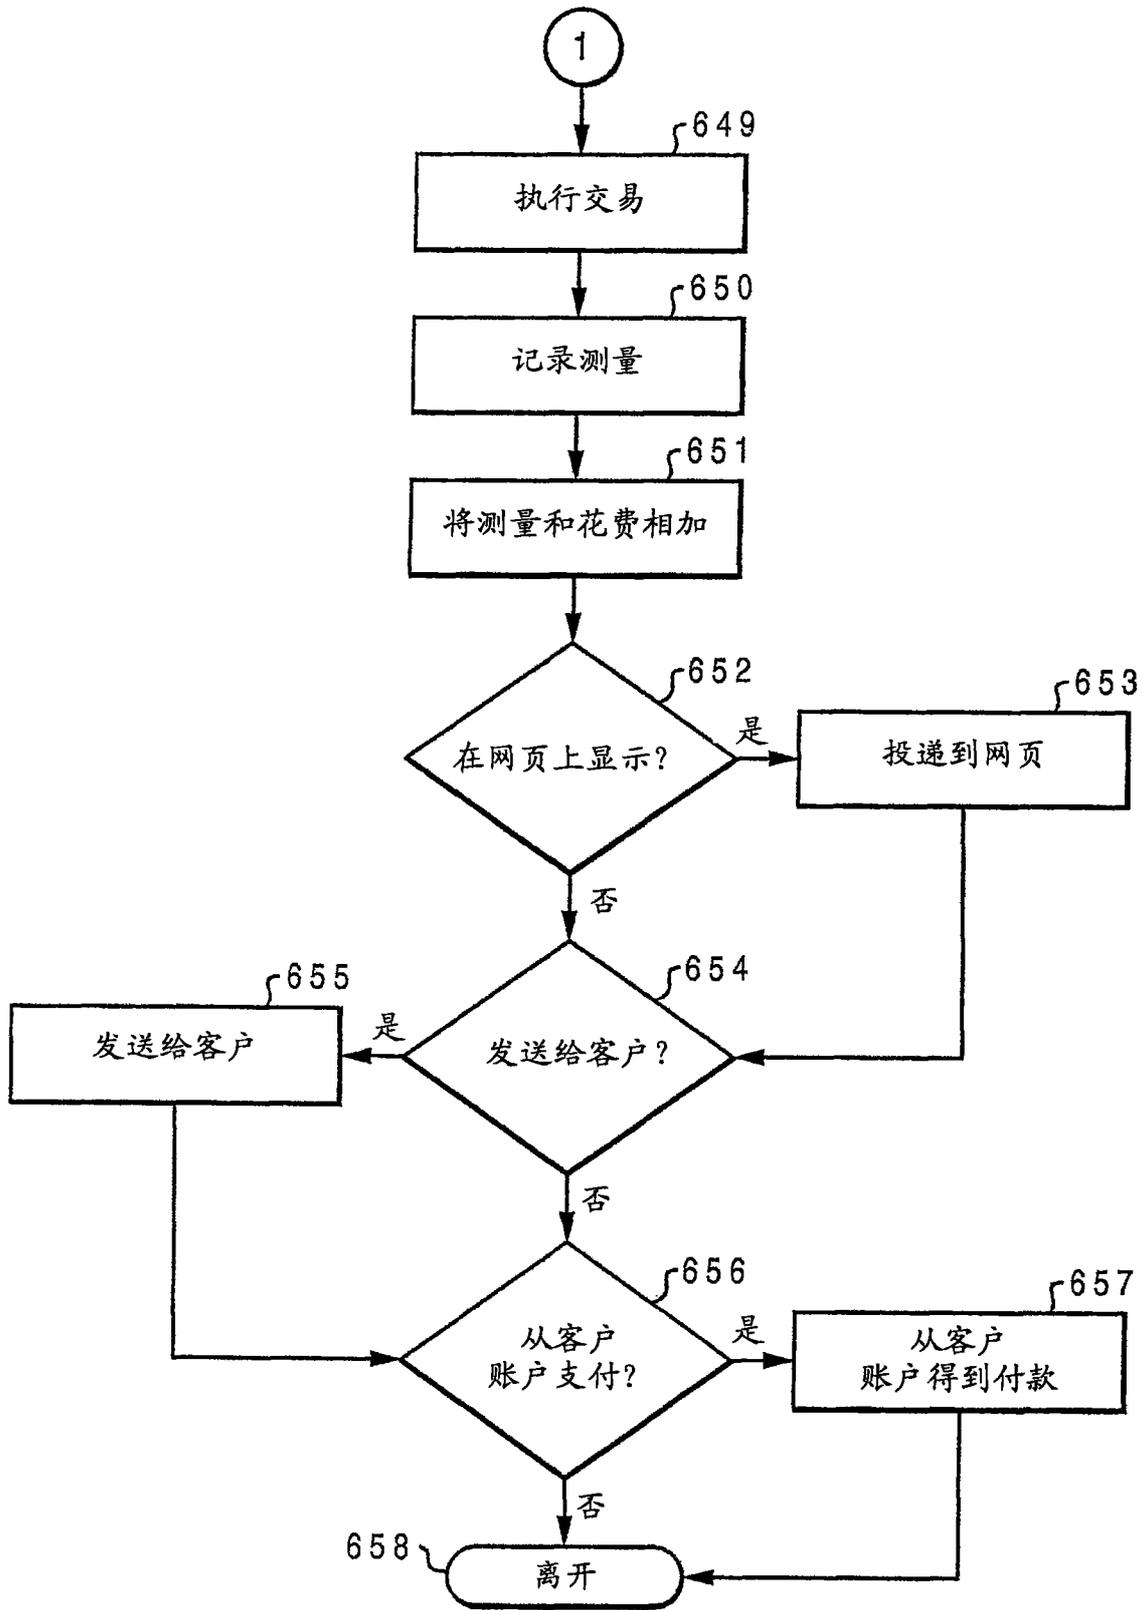 1
649
执行交易
650
记录测量
651
将测量和花费相加
652
在网页上显示?
是
653
投递到网页
否
654
发送给客户?
是
655
发送给客户
否
656
从客户
账户支付?
是
657
从客户
账户得到付款
否
658
离开